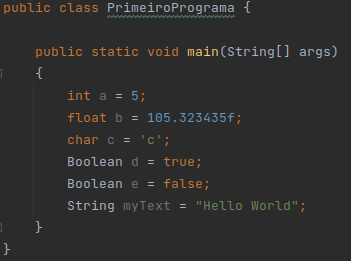 public class PrimeiroPrograma {
public static void main(String[] args)
{
int a = 5;
float b = 105.323435f;
char c = 'c';
Boolean d = true;
Boolean e = false;
String myText = "Hello World";
}
}